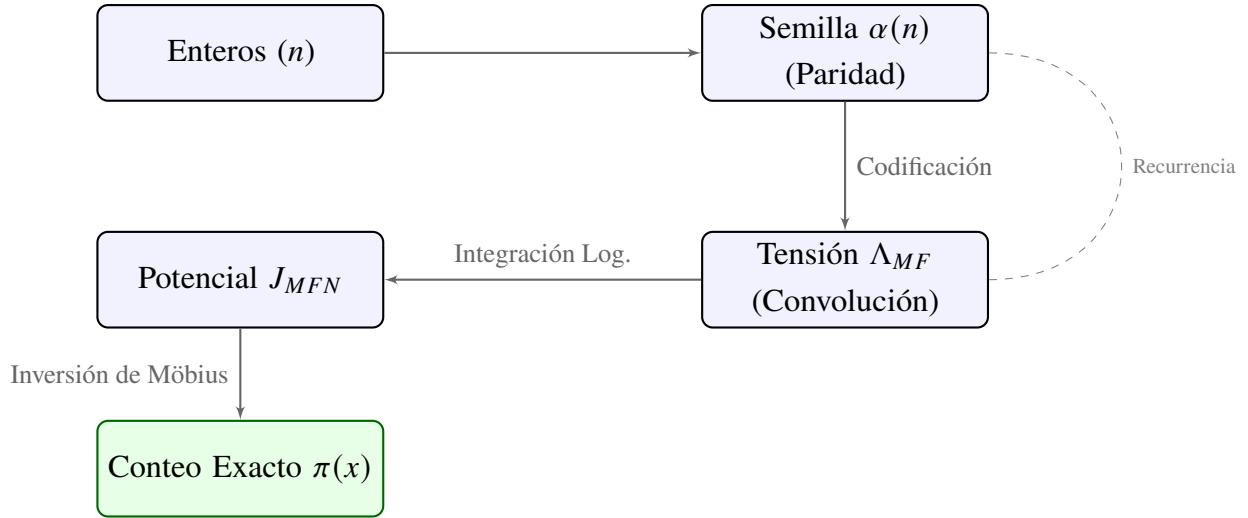 Enteros (n)
Semilla α(n)
(Paridad)
Codificación
Recurrencia
Tensión Λ_{MF}
(Convolución)
Integración Log.
Potencial J_{MFN}
Inversión de Möbius
Conteo Exacto π(x)